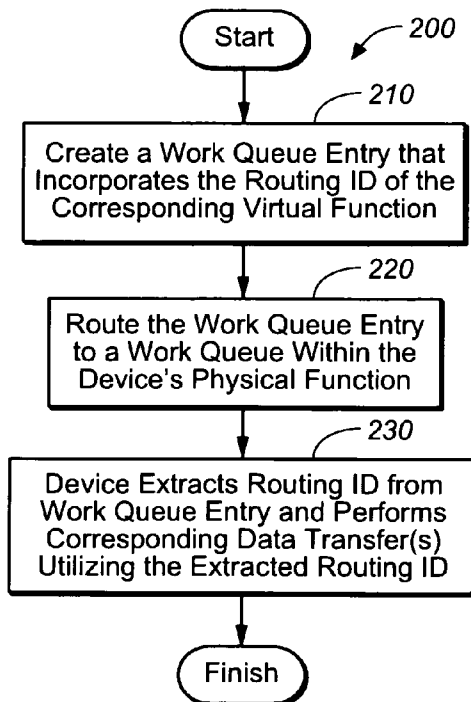 Start
200
210
Create a Work Queue Entry that
Incorporates the Routing ID of the
Corresponding Virtual Function
220
Route the Work Queue Entry
to a Work Queue Within the
Device's Physical Function
230
Device Extracts Routing ID from
Work Queue Entry and Performs
Corresponding Data Transfer(s)
Utilizing the Extracted Routing ID
Finish